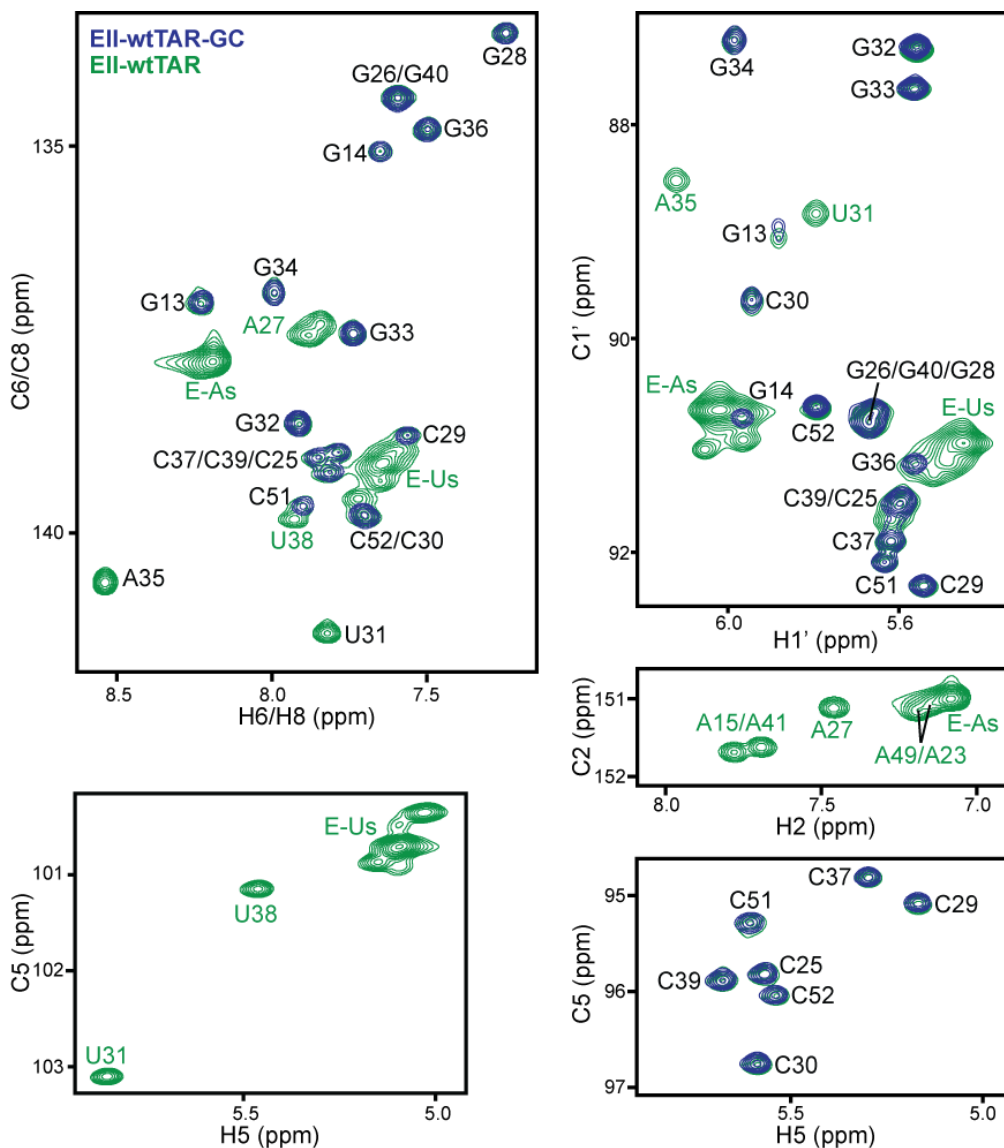 EII-wtTAR-GC
EII-wtTAR
G28
G26/G40
G36
G14
G34
G13
A27
G33
E-As
G32
C29
C37/C39/C25
E-Us
C51
U38
C52/C30
A35
U31
135
140
C6/C8 (ppm)
8.5 8.0 7.5
H6/H8 (ppm)
G34
G32
G33
A35
U31
G13
C30
G26/G40/G28
E-As
G14
E-Us
C52
G36
C39/C25
C37
C51
C29
88
90
92
C1’ (ppm)
6.0 5.6
H1’ (ppm)
A15/A41
A27
E-As
A49/A23
151
152
C2 (ppm)
8.0 7.5 7.0
H2 (ppm)
E-Us
U38
U31
101
102
103
C5 (ppm)
5.5 5.0
H5 (ppm)
C37
C51
C29
C39
C25
C52
C30
95
96
97
C5 (ppm)
5.5 5.0
H5 (ppm)